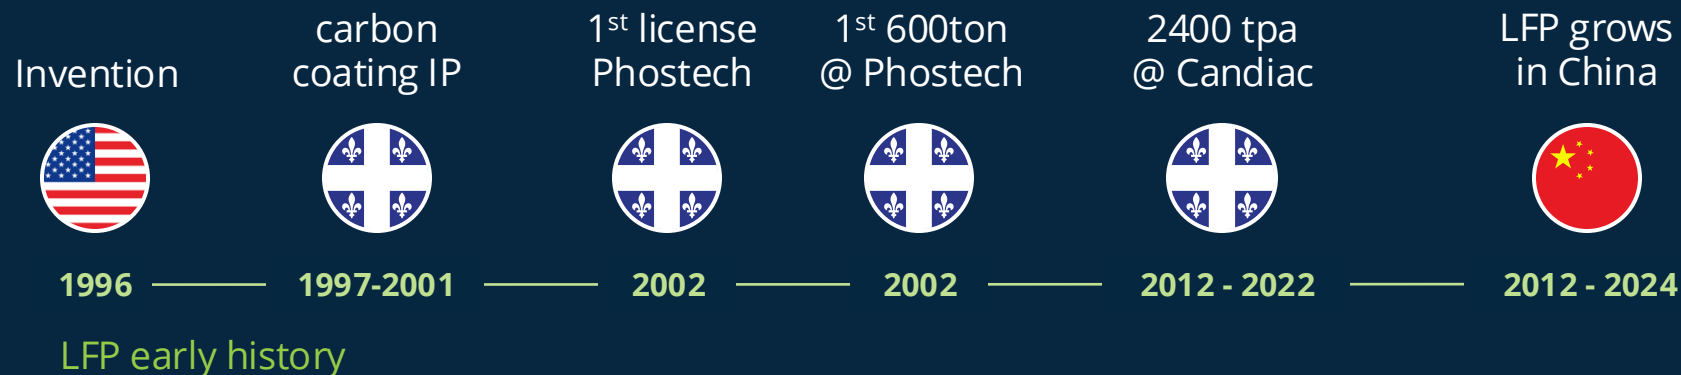 Invention
carbon
coating IP
1st license
Phostech
1st 600ton
@ Phostech
2400 tpa
@ Candiac
LFP grows
in China
1996
1997-2001
2002
2002
2012 - 2022
2012 - 2024
LFP early history